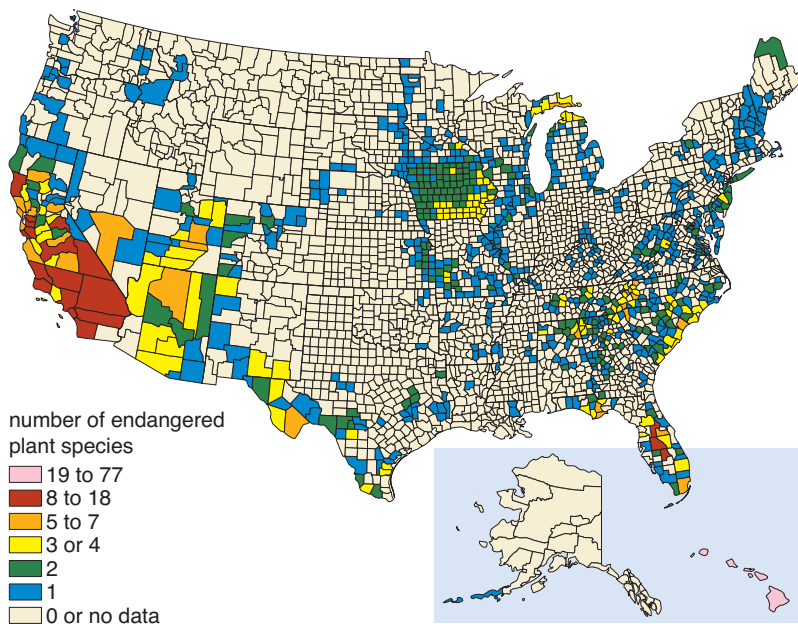 number of endangered
plant species
19 to 77
8 to 18
5 to 7
3 or 4
2
1
0 or no data